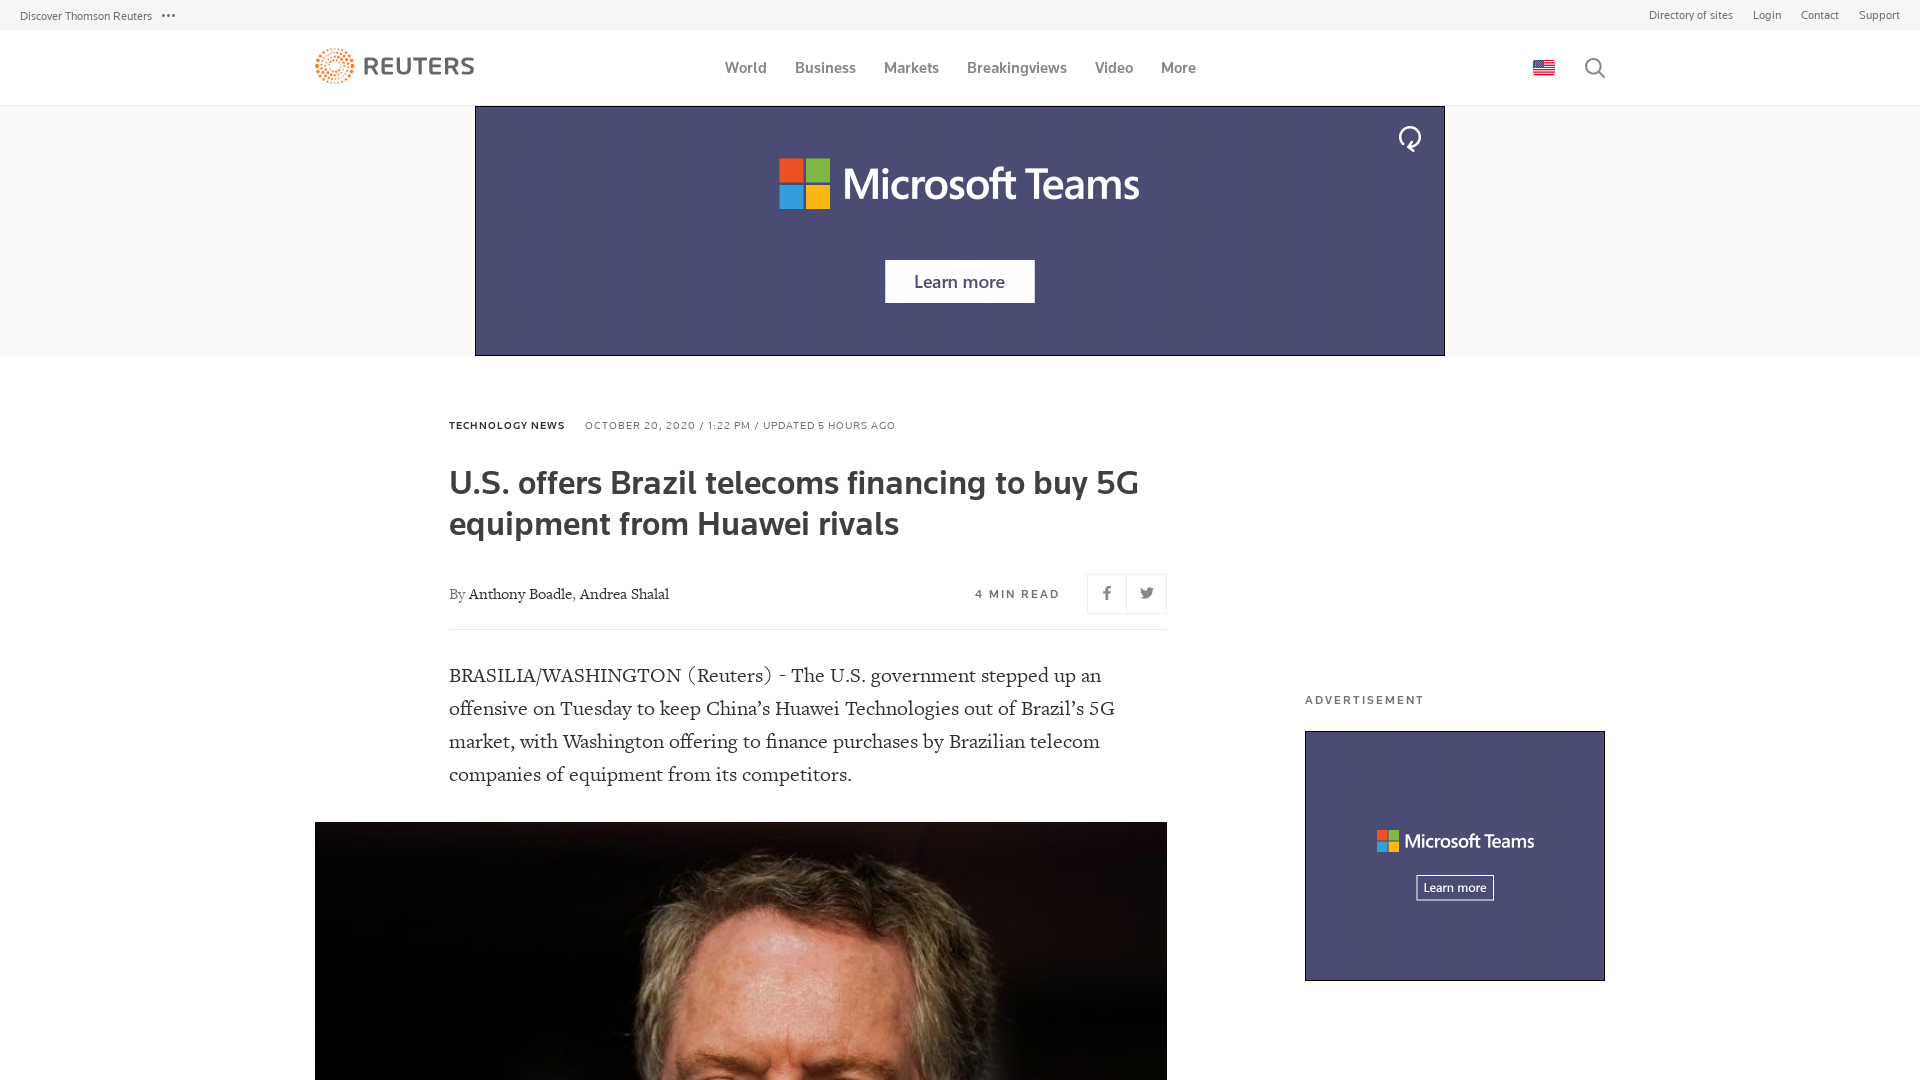 Discover Thomson Reuters
Directory of sites Login Contact Support
REUTERS
World Business Markets Breakingviews Video More
Microsoft Teams
Learn more
TECHNOLOGY NEWS OCTOBER 20, 2020 / 1:22 PM / UPDATED 5 HOURS AGO
U.S. offers Brazil telecoms financing to buy 5G
equipment from Huawei rivals
By Anthony Boadle, Andrea Shalal
4 MIN READ
BRASILIA/WASHINGTON (Reuters) - The U.S. government stepped up an
offensive on Tuesday to keep China’s Huawei Technologies out of Brazil’s 5G
market, with Washington offering to finance purchases by Brazilian telecom
companies of equipment from its competitors.
ADVERTISEMENT
Microsoft Teams
Learn more